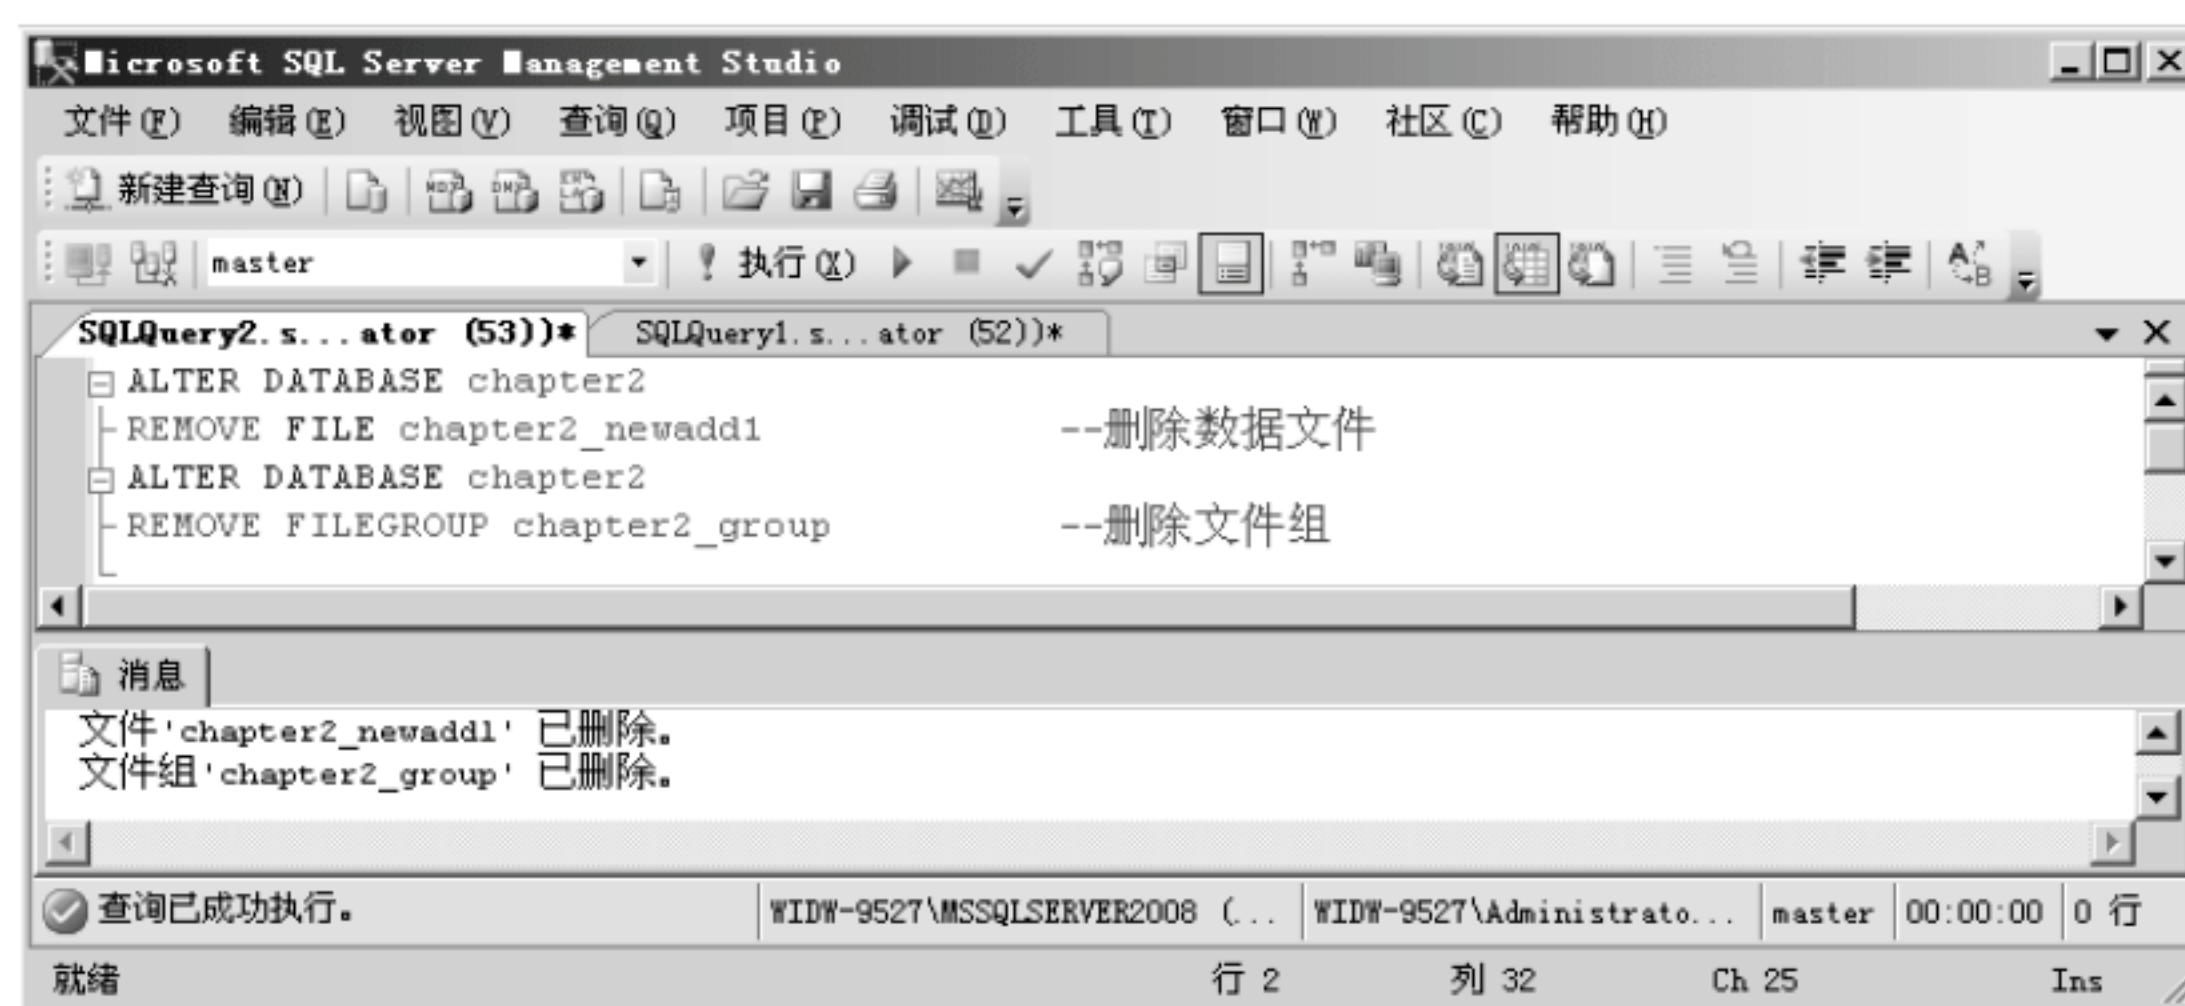 Microsoft SQL Server Management Studio
文件(F) 编辑(E) 视图(V) 查询(Q) 项目(P) 调试(D) 工具(T) 窗口(W) 社区(C) 帮助(H)
新建查询(N)
master 执行(X)
SQLQuery2.s...ator (53))* SQLQuery1.s...ator (52))*
ALTER DATABASE chapter2
REMOVE FILE chapter2_newadd1 --删除数据文件
ALTER DATABASE chapter2
REMOVE FILEGROUP chapter2_group --删除文件组
消息
文件'chapter2_newadd1' 已删除。
文件组'chapter2_group' 已删除。
查询已成功执行。 WIDW-9527\MSSQLSERVER2008 (... WIDW-9527\Administrato... master 00:00:00 0 行
就绪 行 2 列 32 Ch 25 Ins